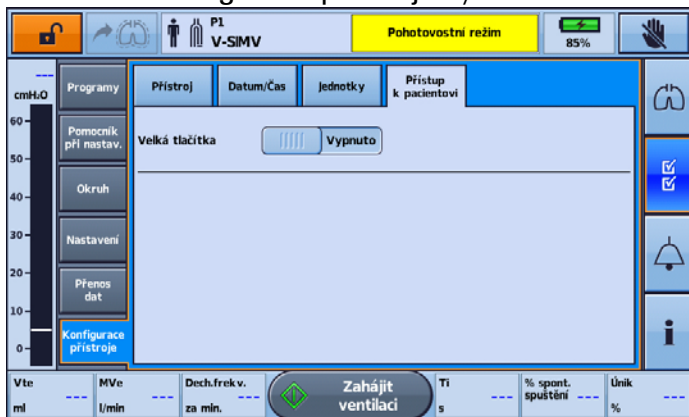 P1
V-SIMV
Pohotovostní režim
85%
---
cmH₂O
60
50
40
30
20
10
0
Programy
Pomocník
při nastav.
Okruh
Nastavení
Přenos
dat
Konfigurace
přístroje
Přístroj
Datum/Čas
Jednotky
Přístup
k pacientovi
Velká tlačítka
Vypnuto
Vte
---
ml
MVe
---
l/min
Dech.frekv.
---
za min.
Zahájit
ventilaci
Ti
---
s
% spont.
spuštění ---
Únik
---
%